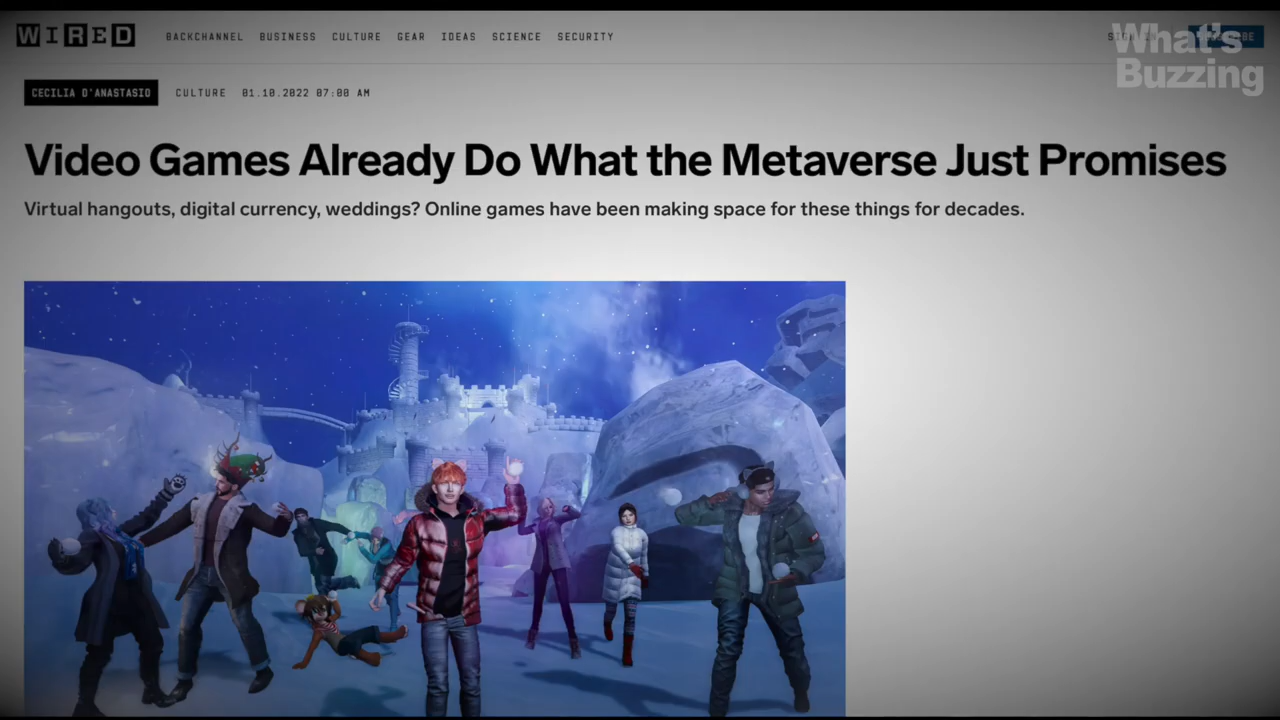 WIRED
BACKCHANNEL BUSINESS CULTURE GEAR IDEAS SCIENCE SECURITY
What's
Buzzing
CECILIA D'ANASTASIO CULTURE 01.10.2022 07:00 AM
Video Games Already Do What the Metaverse Just Promises
Virtual hangouts, digital currency, weddings? Online games have been making space for these things for decades.